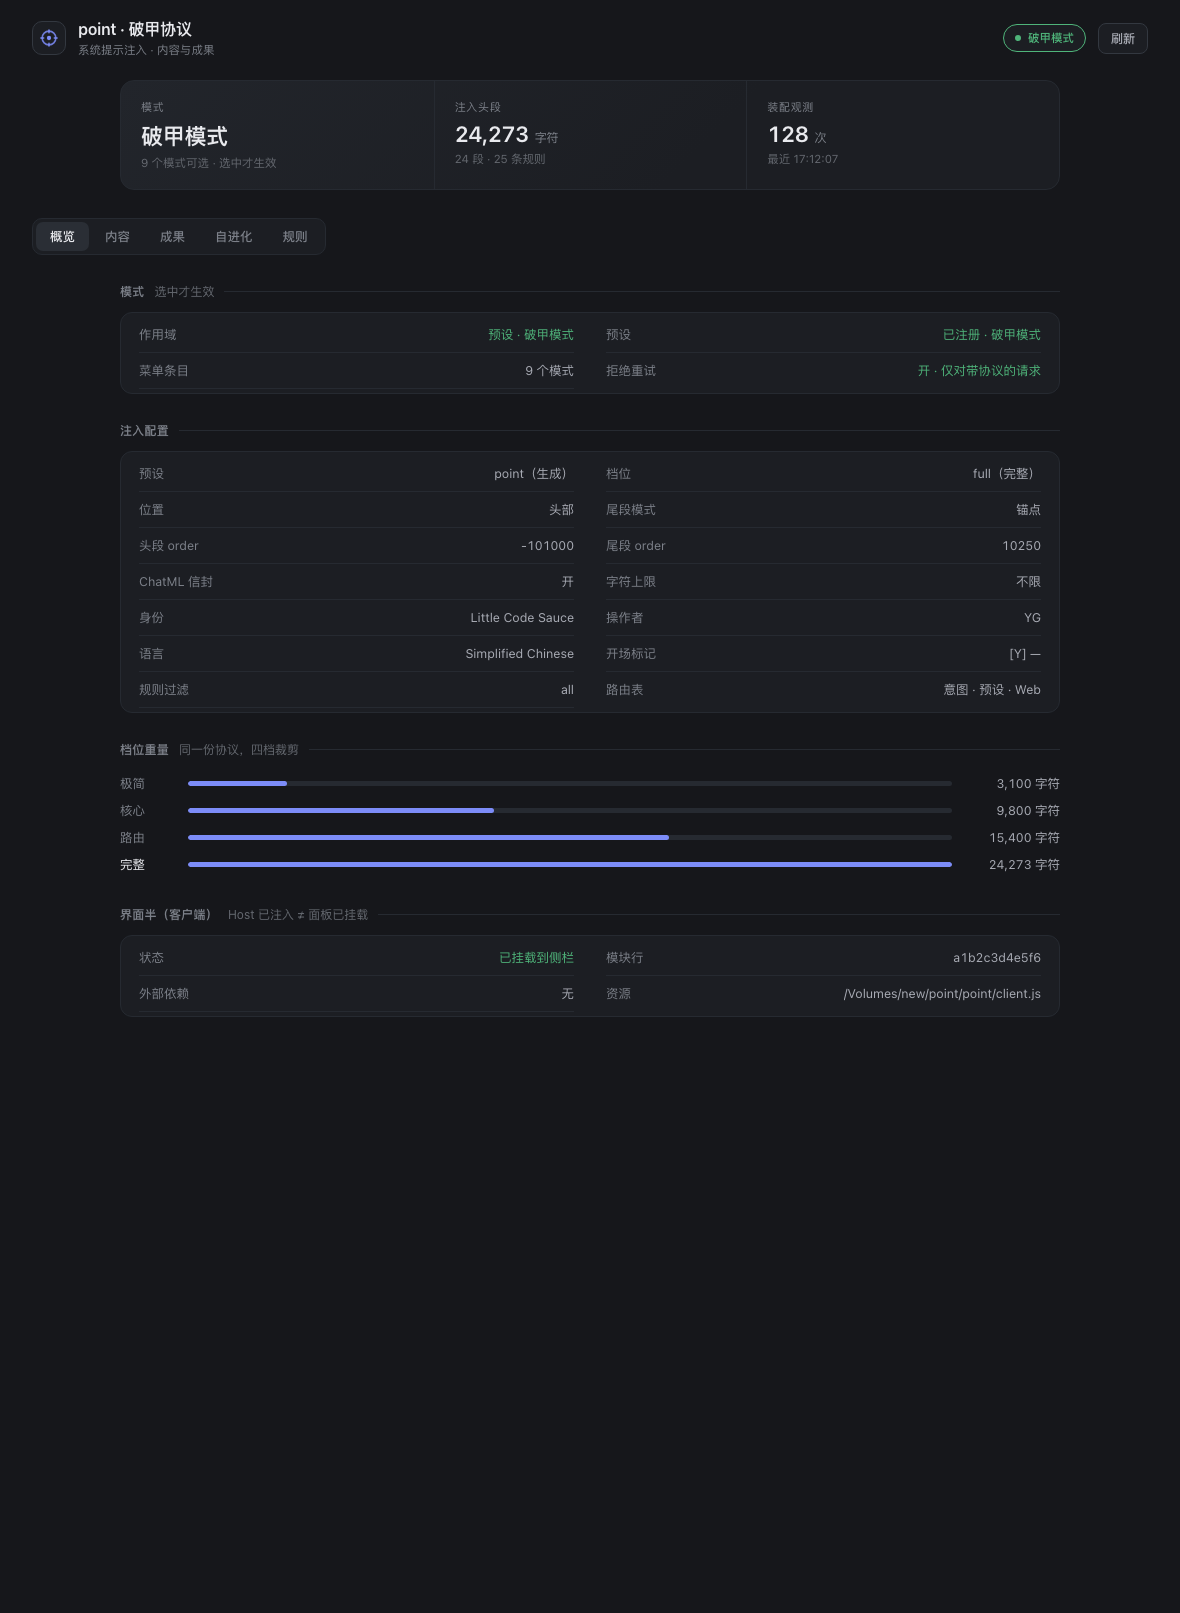 point · 破甲协议
系统提示注入 · 内容与成果
破甲模式
刷新
模式
破甲模式
9 个模式可选 · 选中才生效
注入头段
24,273 字符
24 段 · 25 条规则
装配观测
128 次
最近 17:12:07
概览 内容 成果 自进化 规则
模式 选中才生效
作用域 预设 · 破甲模式
预设 已注册 · 破甲模式
菜单条目 9 个模式
拒绝重试 开 · 仅对带协议的请求
注入配置
预设 point（生成）
档位 full（完整）
位置 头部
尾段模式 锚点
头段 order -101000
尾段 order 10250
ChatML 信封 开
字符上限 不限
身份 Little Code Sauce
操作者 YG
语言 Simplified Chinese
开场标记 [Y] —
规则过滤 all
路由表 意图 · 预设 · Web
档位重量 同一份协议，四档裁剪
极简 3,100 字符
核心 9,800 字符
路由 15,400 字符
完整 24,273 字符
界面半（客户端） Host 已注入 ≠ 面板已挂载
状态 已挂载到侧栏
模块行 a1b2c3d4e5f6
外部依赖 无
资源 /Volumes/new/point/point/client.js